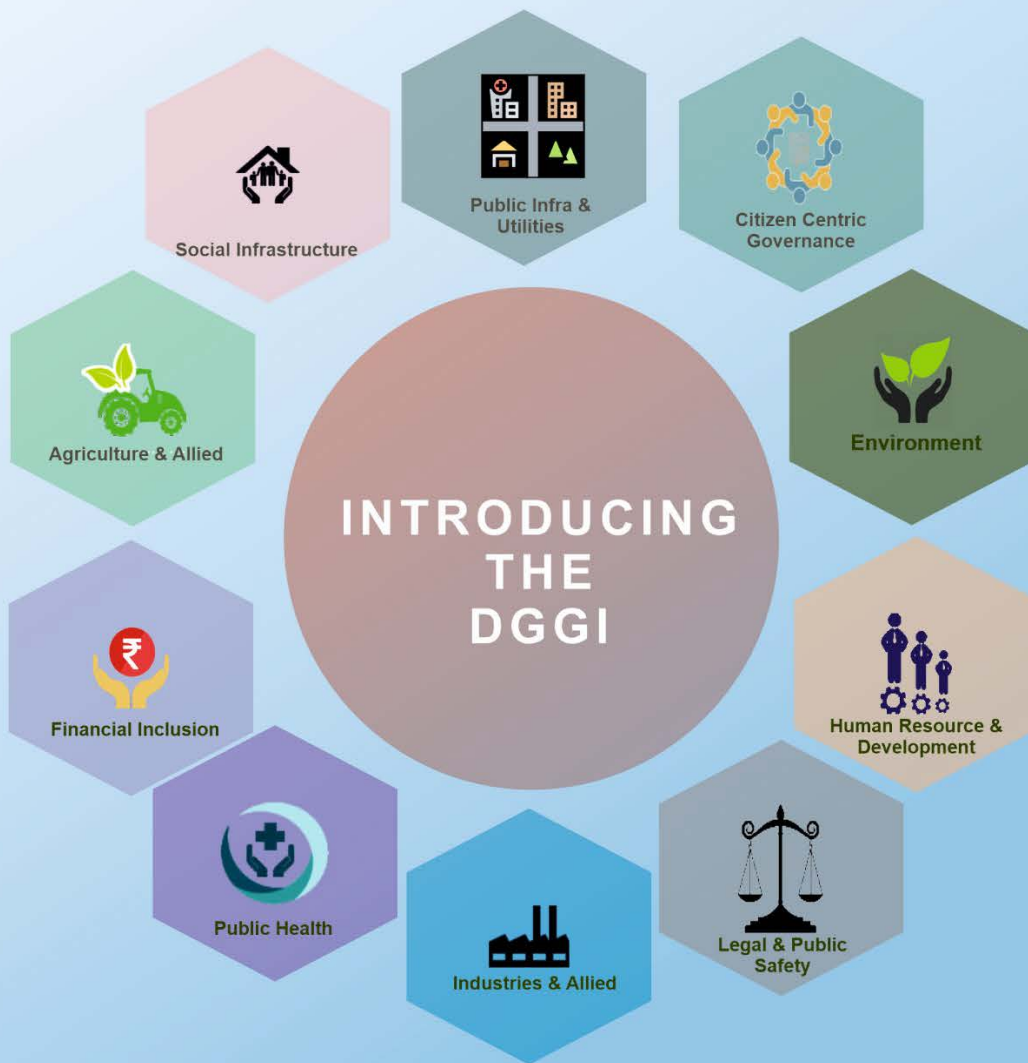 Public Infra &
Utilities
Citizen Centric
Governance
Social Infrastructure
Environment
Agriculture & Allied
INTRODUCING
THE
DGGI
₹
Financial Inclusion
Human Resource &
Development
Public Health
Legal & Public
Safety
Industries & Allied